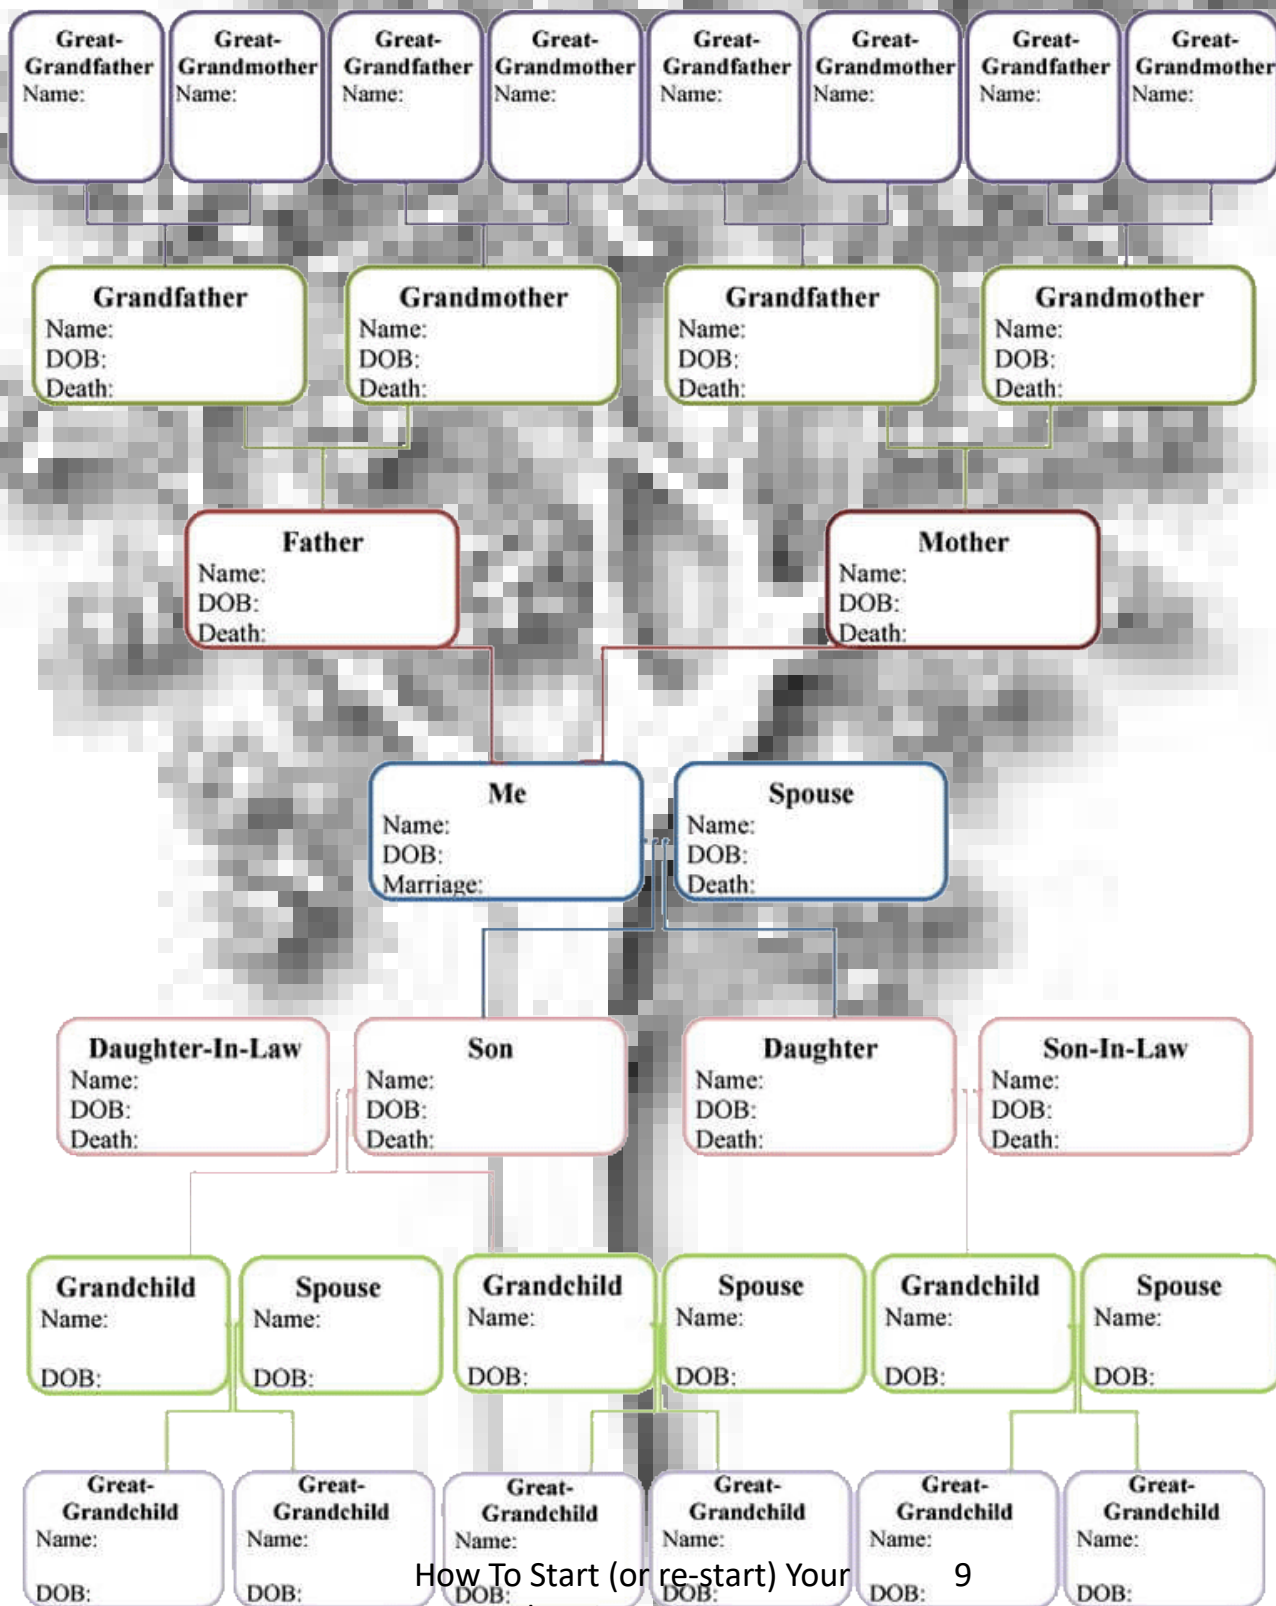 Great-
Grandfather
Name:
Great-
Grandmother
Name:
Great-
Grandfather
Name:
Great-
Grandmother
Name:
Great-
Grandfather
Name:
Great-
Grandmother
Name:
Great-
Grandfather
Name:
Great-
Grandmother
Name:
Grandfather
Name:
DOB:
Death:
Grandmother
Name:
DOB:
Death:
Grandfather
Name:
DOB:
Death:
Grandmother
Name:
DOB:
Death:
Father
Name:
DOB:
Death:
Mother
Name:
DOB:
Death:
Me
Name:
DOB:
Marriage:
Spouse
Name:
DOB:
Death:
Daughter-In-Law
Name:
DOB:
Death:
Son
Name:
DOB:
Death:
Daughter
Name:
DOB:
Death:
Son-In-Law
Name:
DOB:
Death:
Grandchild
Name:
DOB:
Spouse
Name:
DOB:
Grandchild
Name:
DOB:
Spouse
Name:
DOB:
Grandchild
Name:
DOB:
Spouse
Name:
DOB:
Great-
Grandchild
Name:
DOB:
Great-
Grandchild
Name:
DOB:
Great-
Grandchild
Name:
DOB:
Great-
Grandchild
Name:
DOB:
Great-
Grandchild
Name:
DOB:
Great-
Grandchild
Name:
DOB:
How To Start (or re-start) Your
9